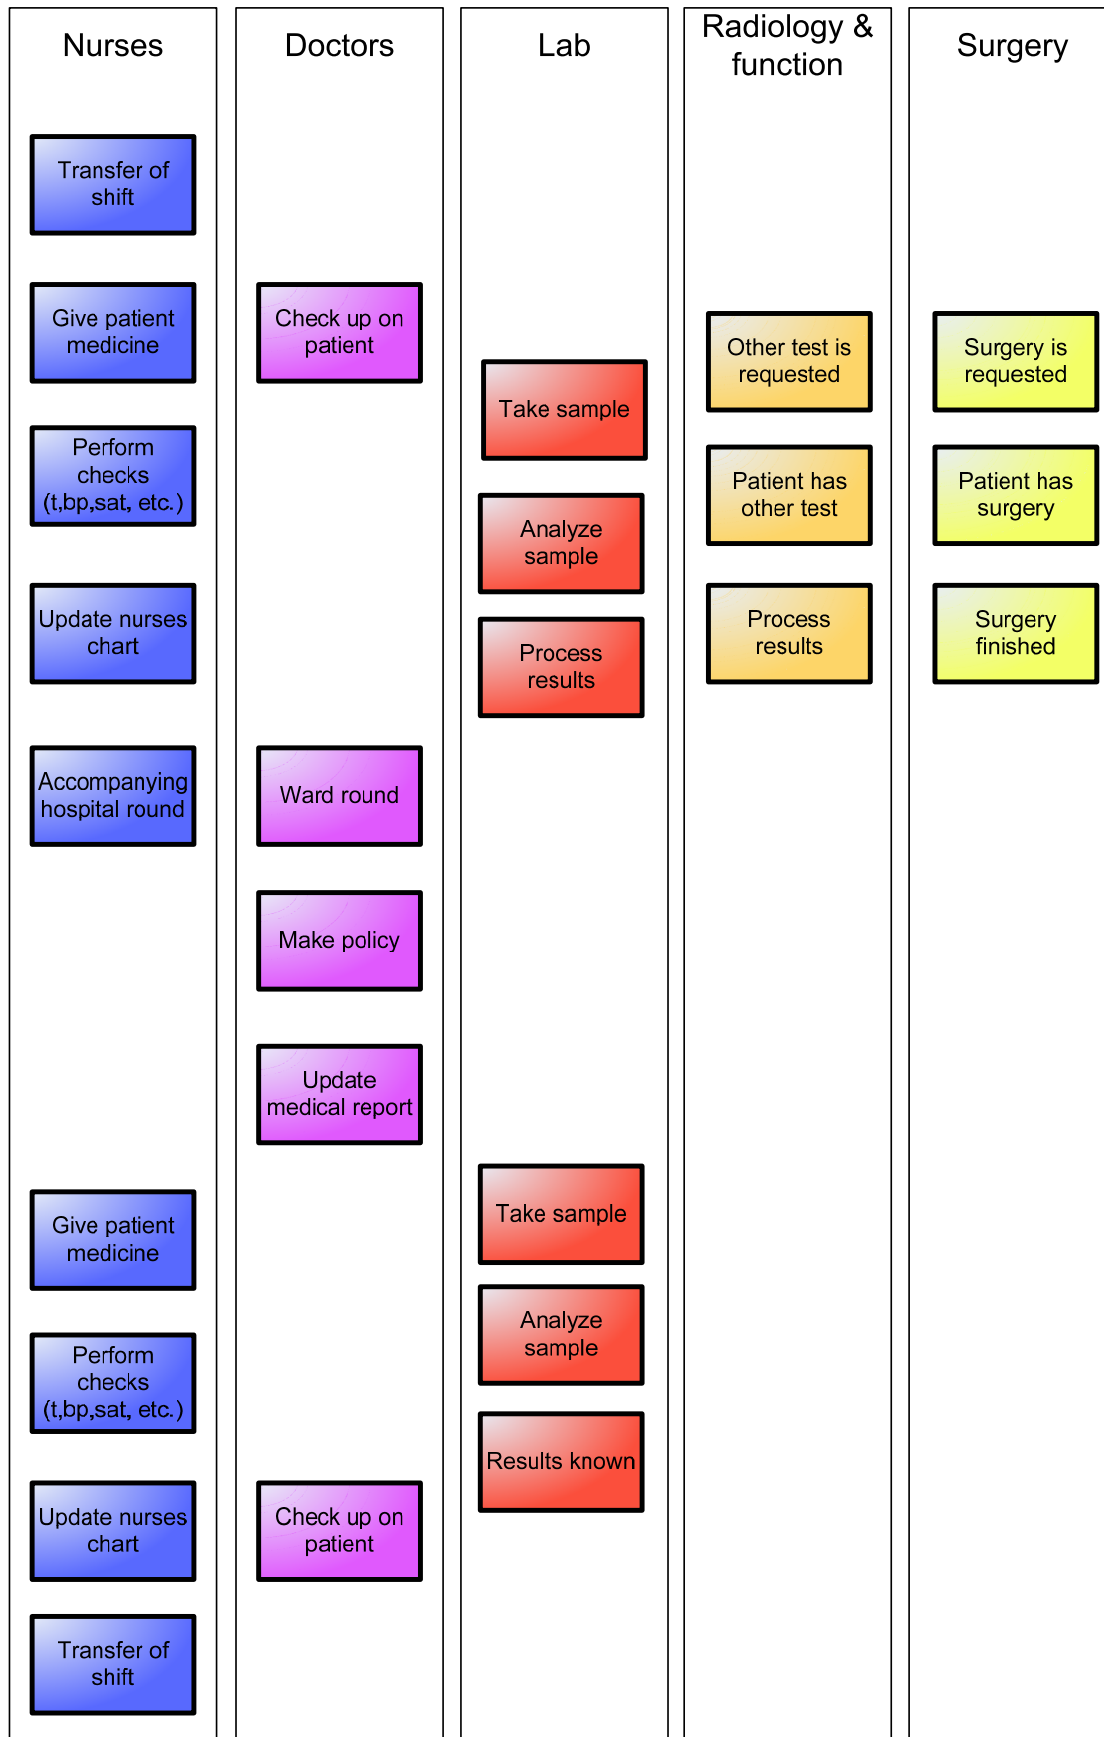 Nurses
Transfer of
shift
Give patient
medicine
Perform
checks
(t,bp,sat, etc.)
Update nurses
chart
Accompanying
hospital round
Give patient
medicine
Perform
checks
(t,bp,sat, etc.)
Update nurses
chart
Transfer of
shift
Doctors
Check up on
patient
Ward round
Make policy
Update
medical report
Check up on
patient
Lab
Take sample
Analyze
sample
Process
results
Take sample
Analyze
sample
Results known
Radiology &
function
Other test is
requested
Patient has
other test
Process
results
Surgery
Surgery is
requested
Patient has
surgery
Surgery
finished